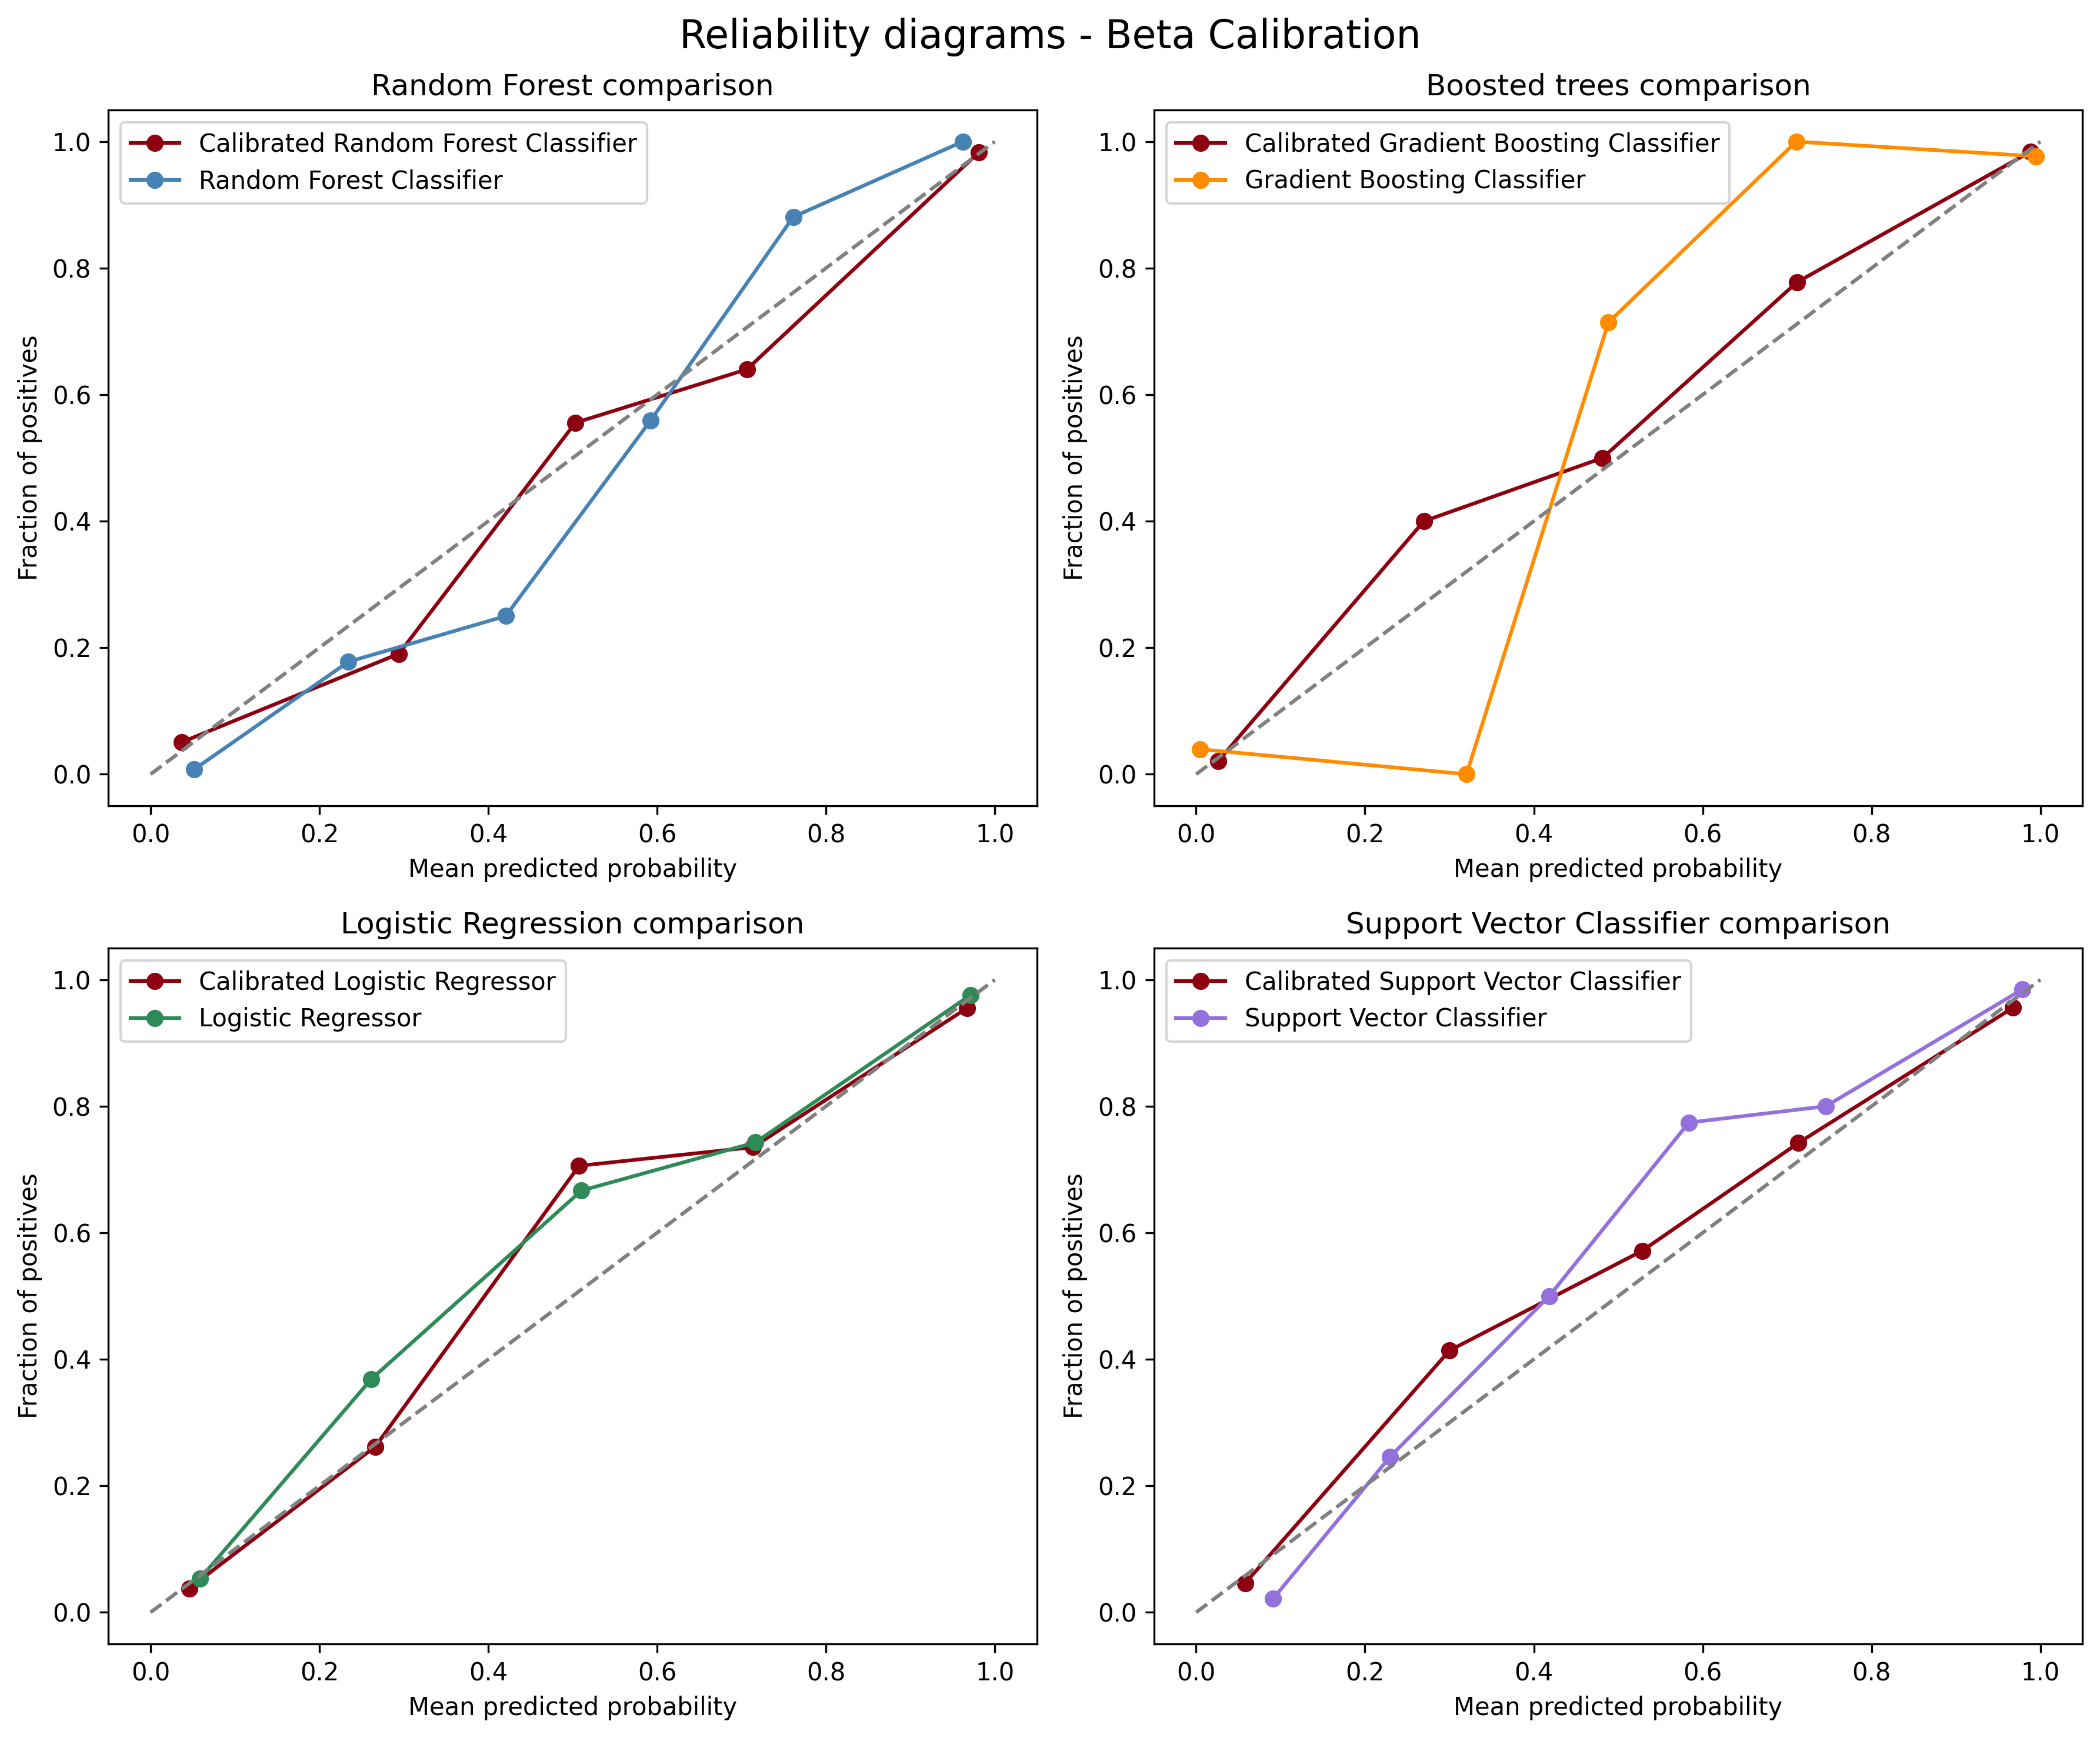 Reliability diagrams - Beta Calibration
Random Forest comparison
Calibrated Random Forest Classifier
Random Forest Classifier
1.0
0.8
0.6
0.4
0.2
0.0
Fraction of positives
0.0 0.2 0.4 0.6 0.8 1.0
Mean predicted probability
Boosted trees comparison
Calibrated Gradient Boosting Classifier
Gradient Boosting Classifier
1.0
0.8
0.6
0.4
0.2
0.0
Fraction of positives
0.0 0.2 0.4 0.6 0.8 1.0
Mean predicted probability
Logistic Regression comparison
Calibrated Logistic Regressor
Logistic Regressor
1.0
0.8
0.6
0.4
0.2
0.0
Fraction of positives
0.0 0.2 0.4 0.6 0.8 1.0
Mean predicted probability
Support Vector Classifier comparison
Calibrated Support Vector Classifier
Support Vector Classifier
1.0
0.8
0.6
0.4
0.2
0.0
Fraction of positives
0.0 0.2 0.4 0.6 0.8 1.0
Mean predicted probability